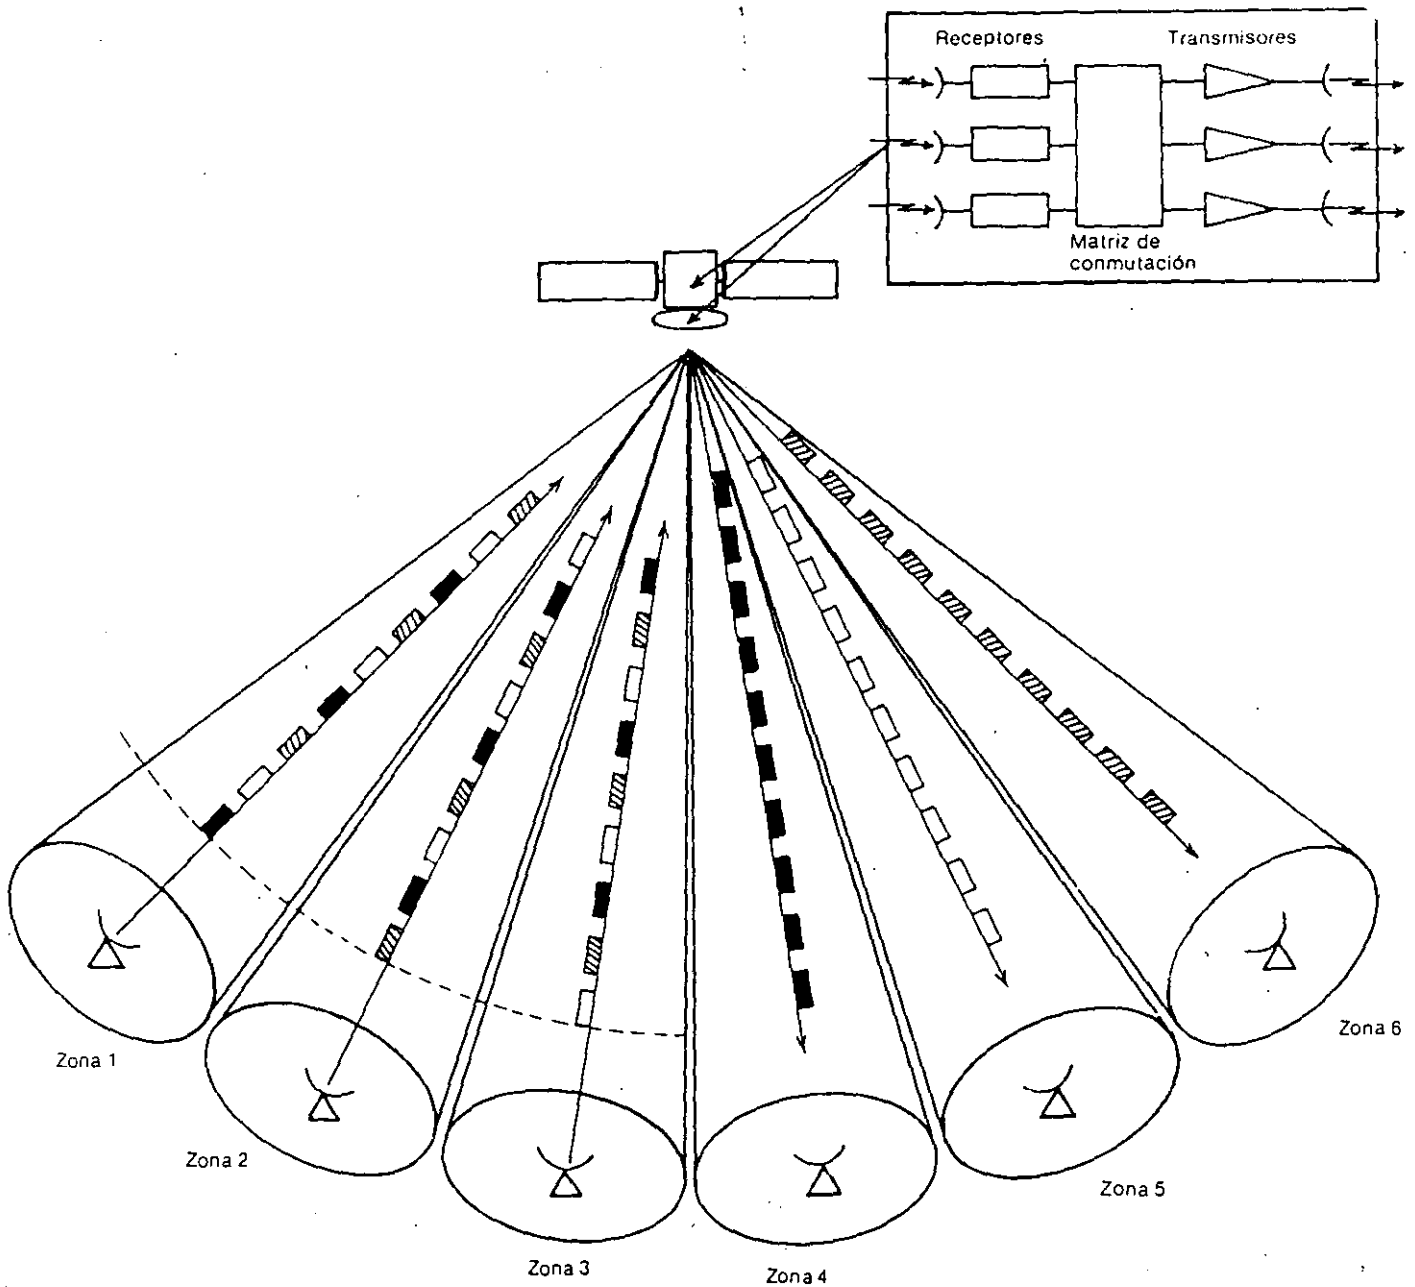 Receptores
Transmisores
Matriz de
conmutación
Zona 1
Zona 2
Zona 3
Zona 4
Zona 5
Zona 6